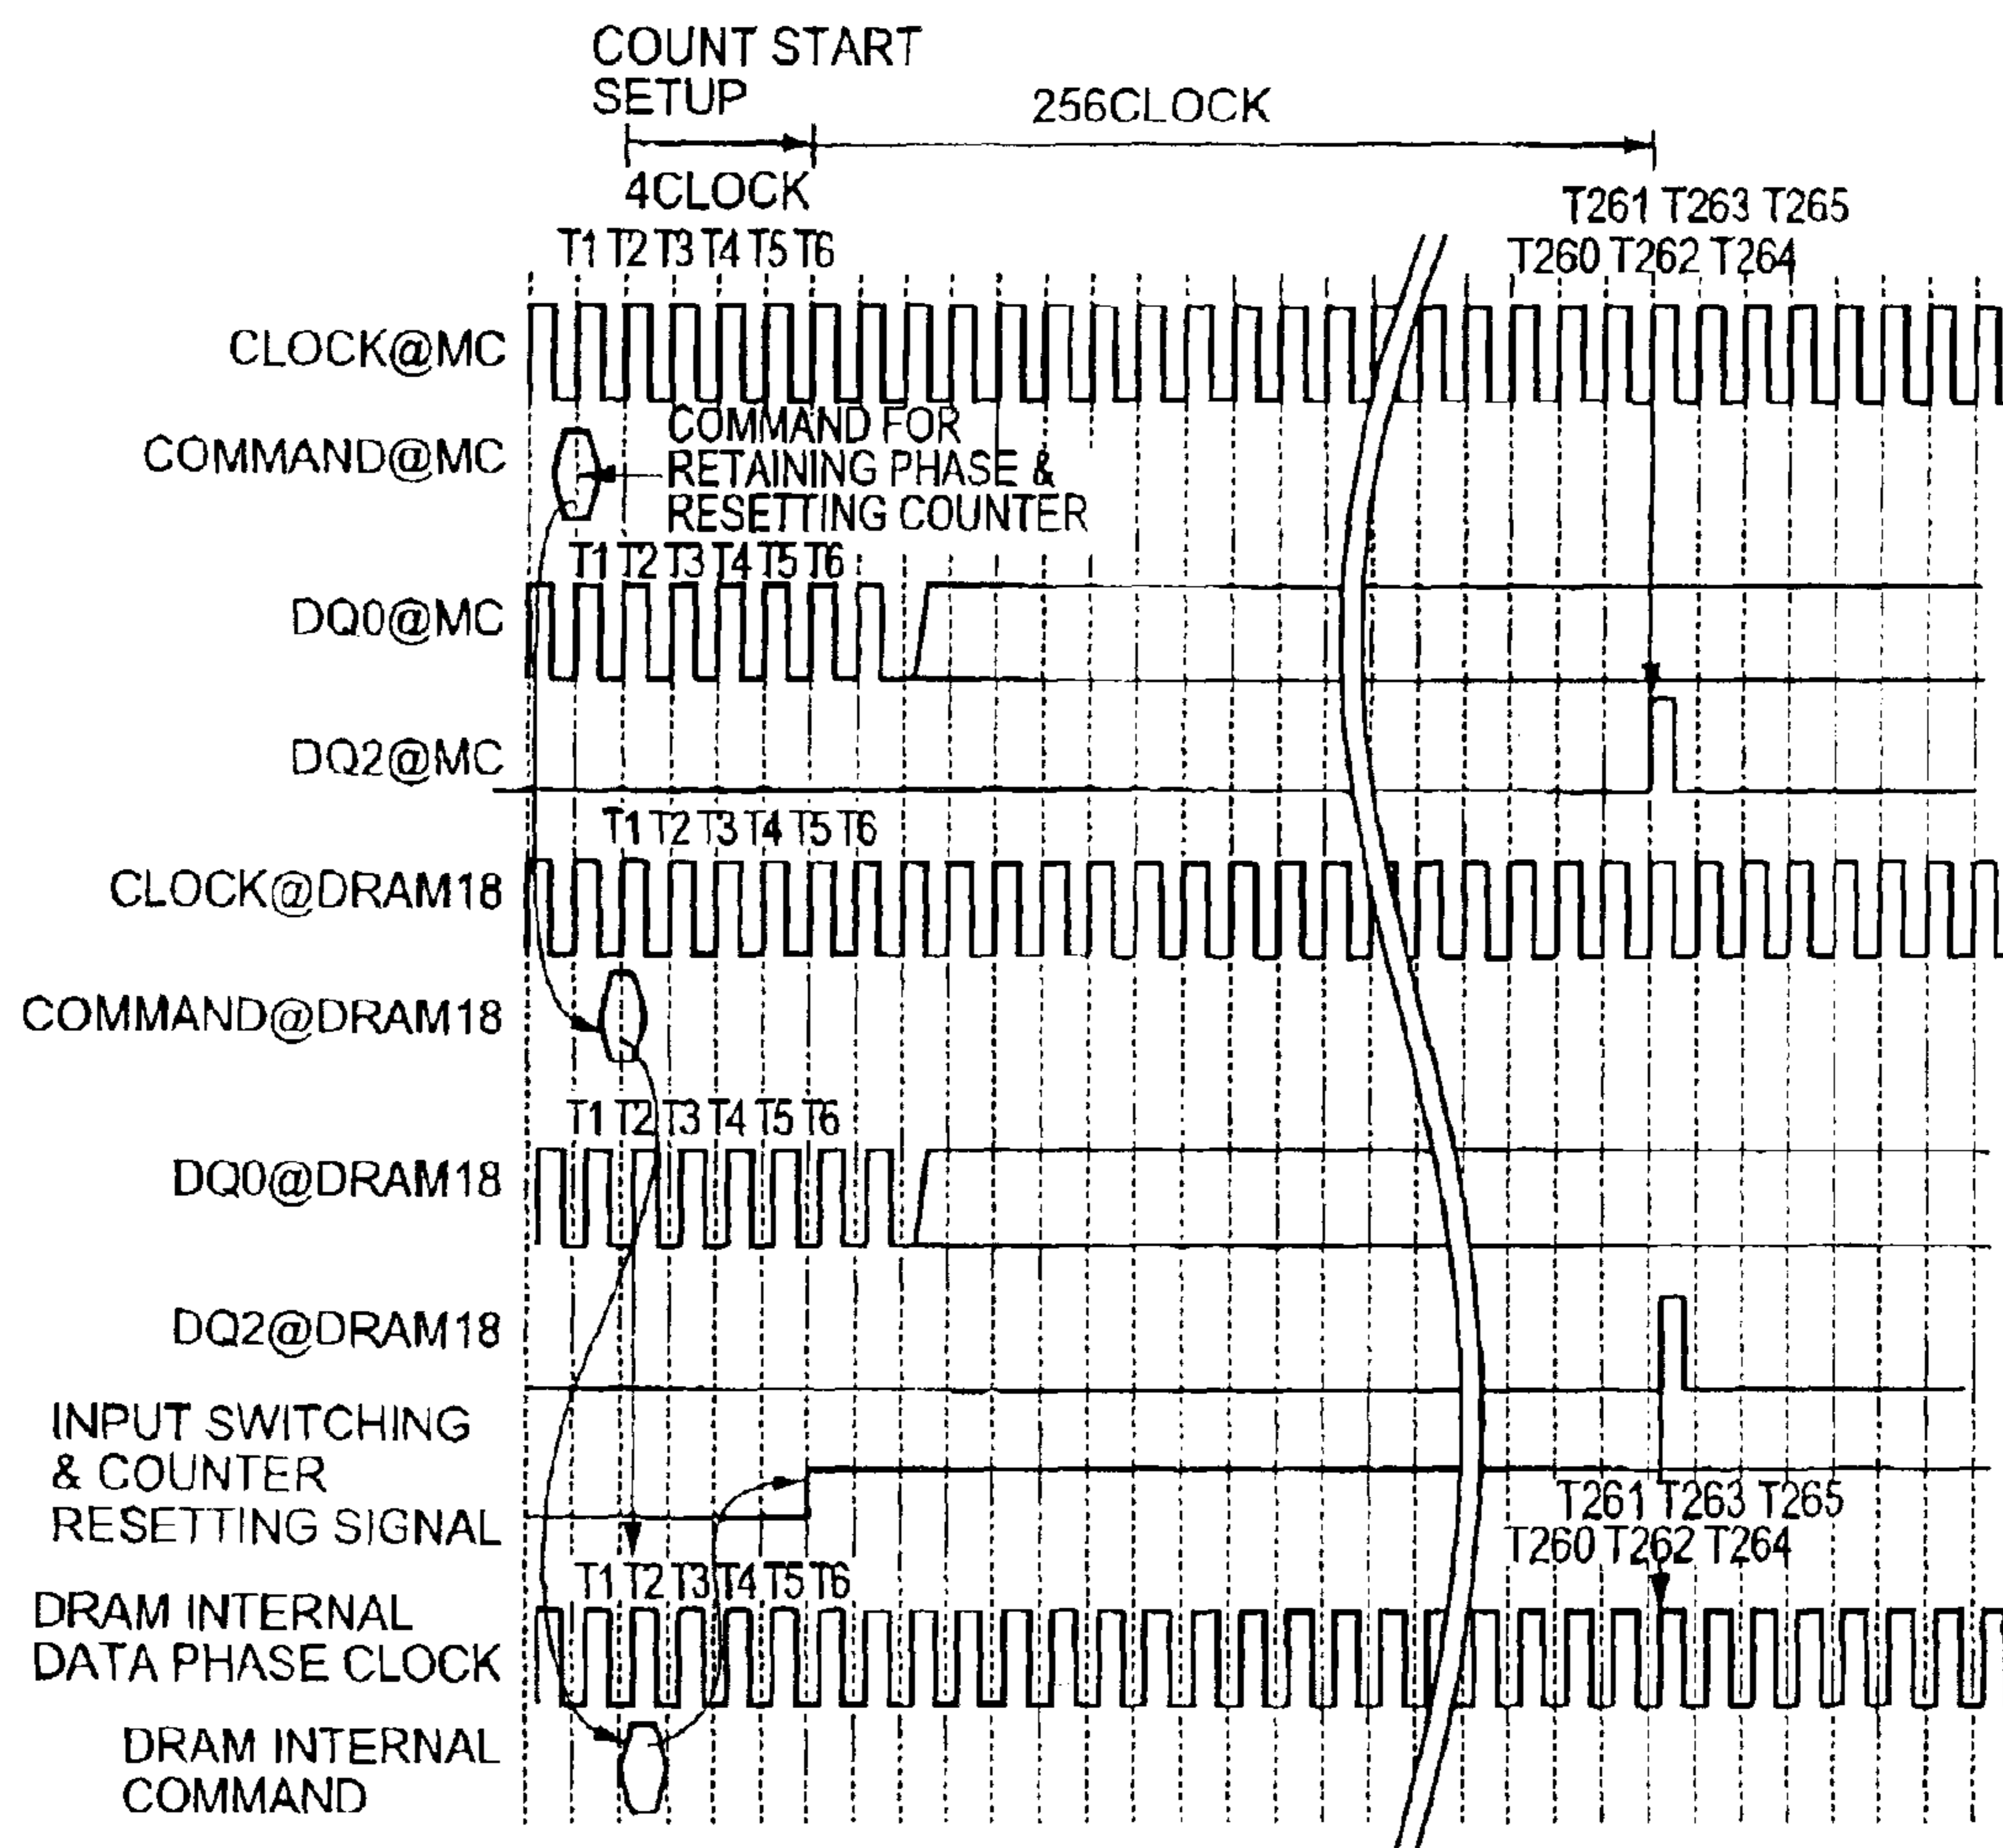 COUNT START
SETUP
256CLOCK
4CLOCK
T261 T263 T265
T1 T2 T3 T4 T5 T6
T260 T262 T264
CLOCK@MC
COMMAND@MC
COMMAND FOR
RETAINING PHASE &
RESETTING COUNTER
T1 T2 T3 T4 T5 T6
DQ0@MC
DQ2@MC
T1 T2 T3 T4 T5 T6
CLOCK@DRAM18
COMMAND@DRAM18
T1 T2 T3 T4 T5 T6
DQ0@DRAM18
DQ2@DRAM18
INPUT SWITCHING
& COUNTER
RESETTING SIGNAL
T261 T263 T265
T260 T262 T264
T1 T2 T3 T4 T5 T6
DRAM INTERNAL
DATA PHASE CLOCK
DRAM INTERNAL
COMMAND